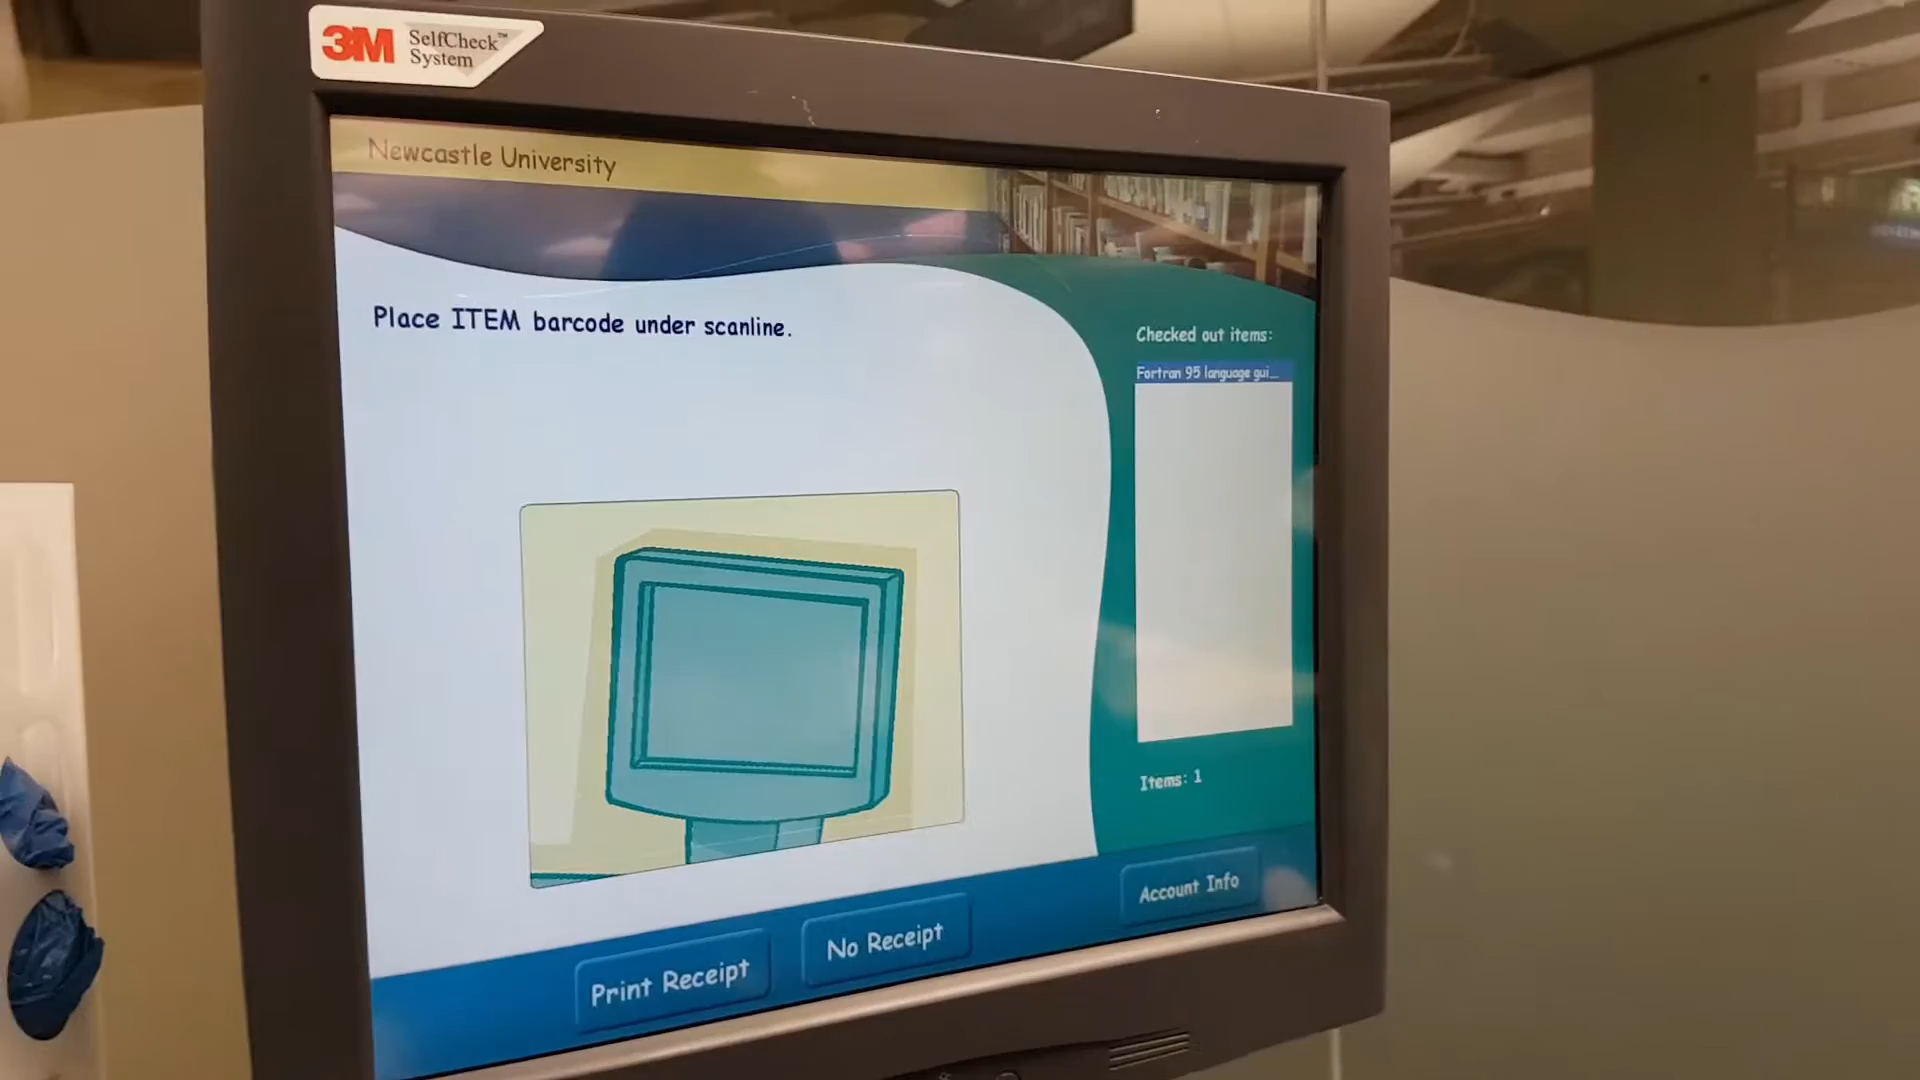 3M SelfCheck™
System
Newcastle University
Place ITEM barcode under scanline.
Checked out items:
Fortran 95 language gui...
Items: 1
Print Receipt
No Receipt
Account Info